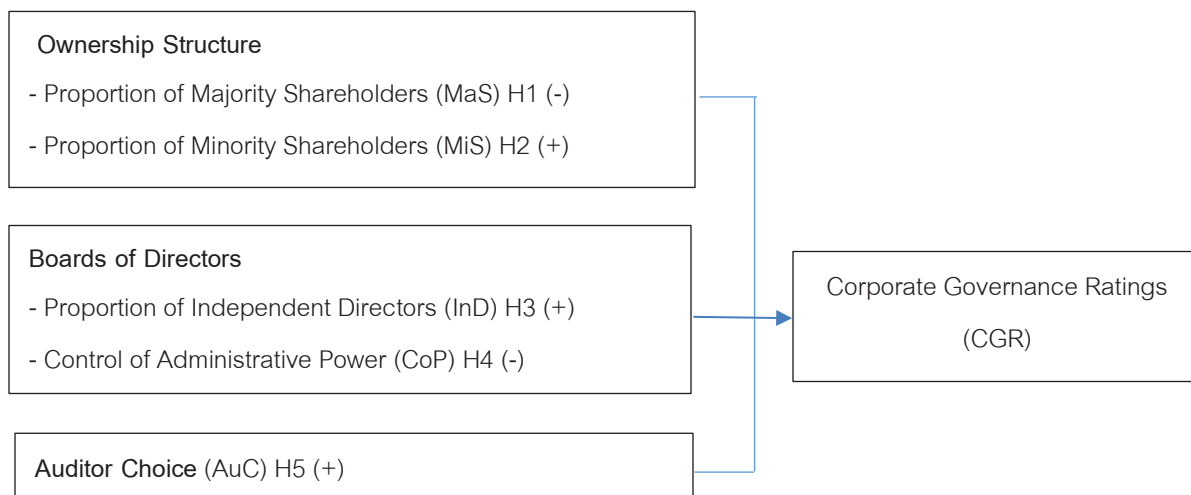 Ownership Structure
- Proportion of Majority Shareholders (MaS) H1 (-)
- Proportion of Minority Shareholders (MiS) H2 (+)
Boards of Directors
- Proportion of Independent Directors (InD) H3 (+)
- Control of Administrative Power (CoP) H4 (-)
Corporate Governance Ratings
(CGR)
Auditor Choice (AuC) H5 (+)